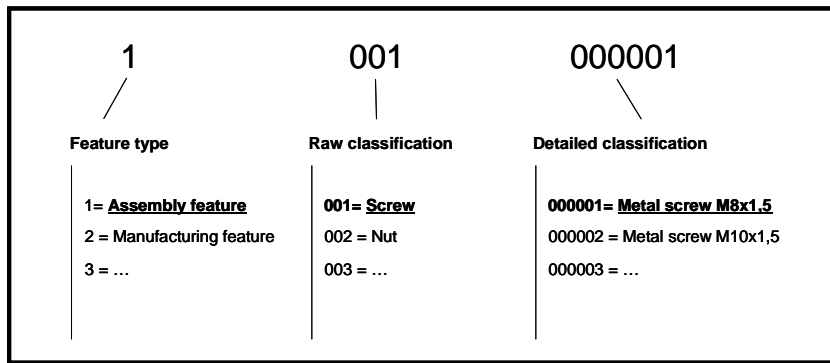 1 001 000001
Feature type Raw classification Detailed classification
1= Assembly feature 001= Screw 000001= Metal screw M8x1,5
2 = Manufacturing feature 002 = Nut 000002 = Metal screw M10x1,5
3 = … 003 = … 000003 = …